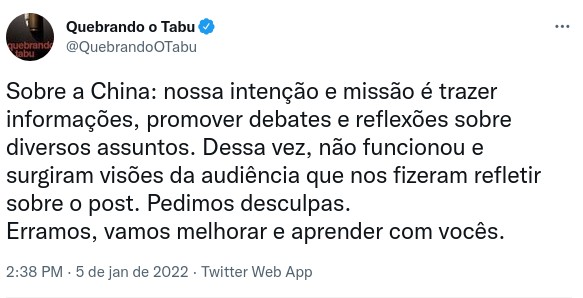 Quebrando o Tabu
@QuebrandoOTabu
quebrando
tabu
Sobre a China: nossa intenção e missão é trazer
informações, promover debates e reflexões sobre
diversos assuntos. Dessa vez, não funcionou e
surgiram visões da audiência que nos fizeram refletir
sobre o post. Pedimos desculpas.
Erramos, vamos melhorar e aprender com vocês.
2:38 PM · 5 de jan de 2022 · Twitter Web App